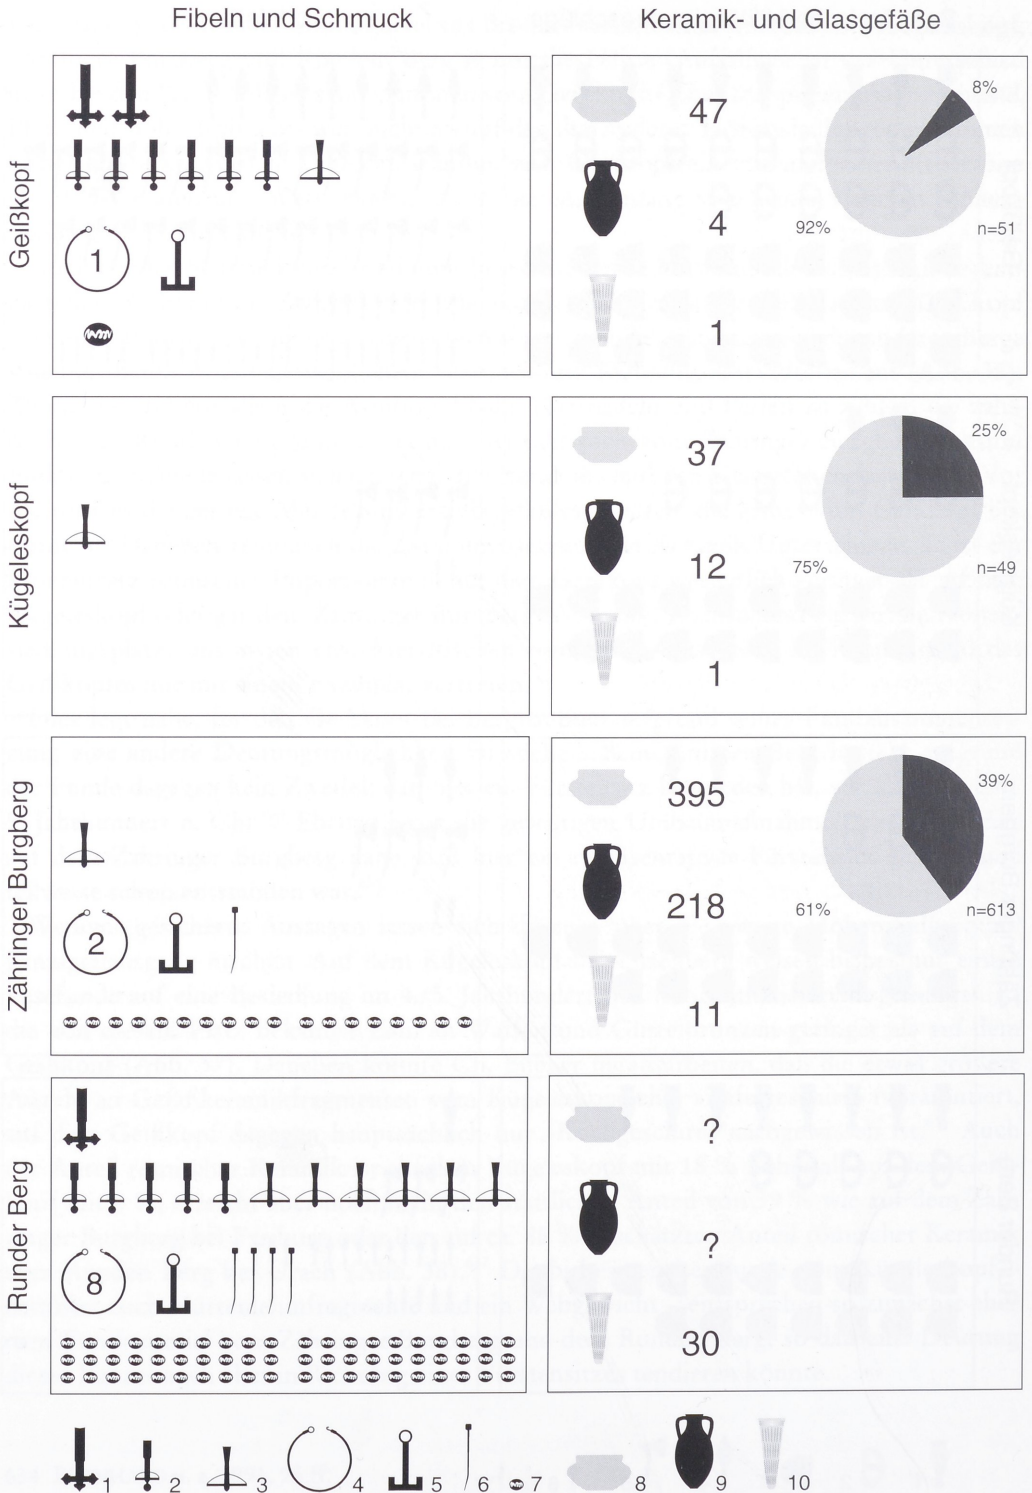 Fibeln und Schmuck
Keramik- und Glasgefäße
Geißkopf
1
47
4
1
8%
92%
n=51
Kügeleskopf
37
12
1
25%
75%
n=49
Zähringer Burgberg
2
395
218
11
39%
61%
n=613
Runder Berg
8
?
?
30
1 2 3 4 5 6 7 8 9 10